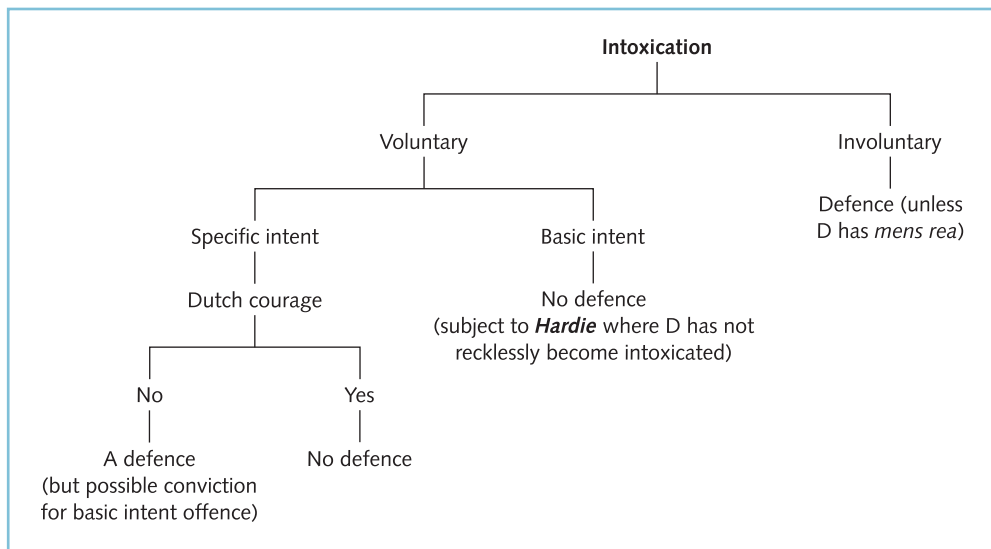 Intoxication
Voluntary
Involuntary
Defence (unless
D has mens rea)
Specific intent
Basic intent
Dutch courage
No defence
(subject to Hardie where D has not
recklessly become intoxicated)
No
Yes
A defence
(but possible conviction
for basic intent offence)
No defence